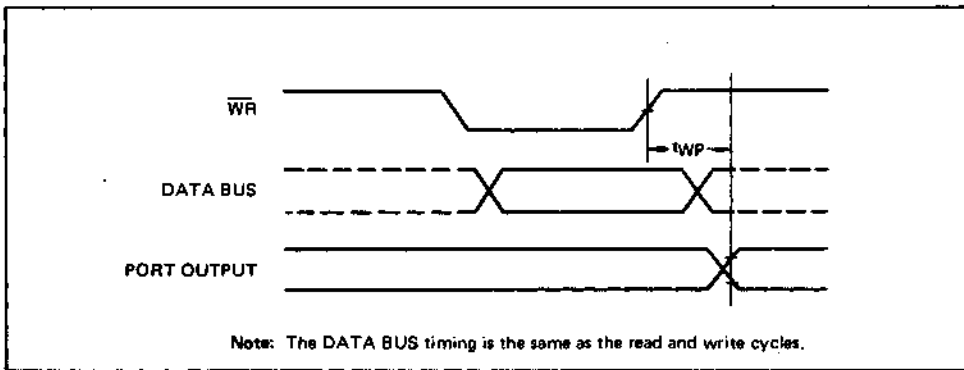 WR
tWP
DATA BUS
PORT OUTPUT
Note: The DATA BUS timing is the same as the read and write cycles.